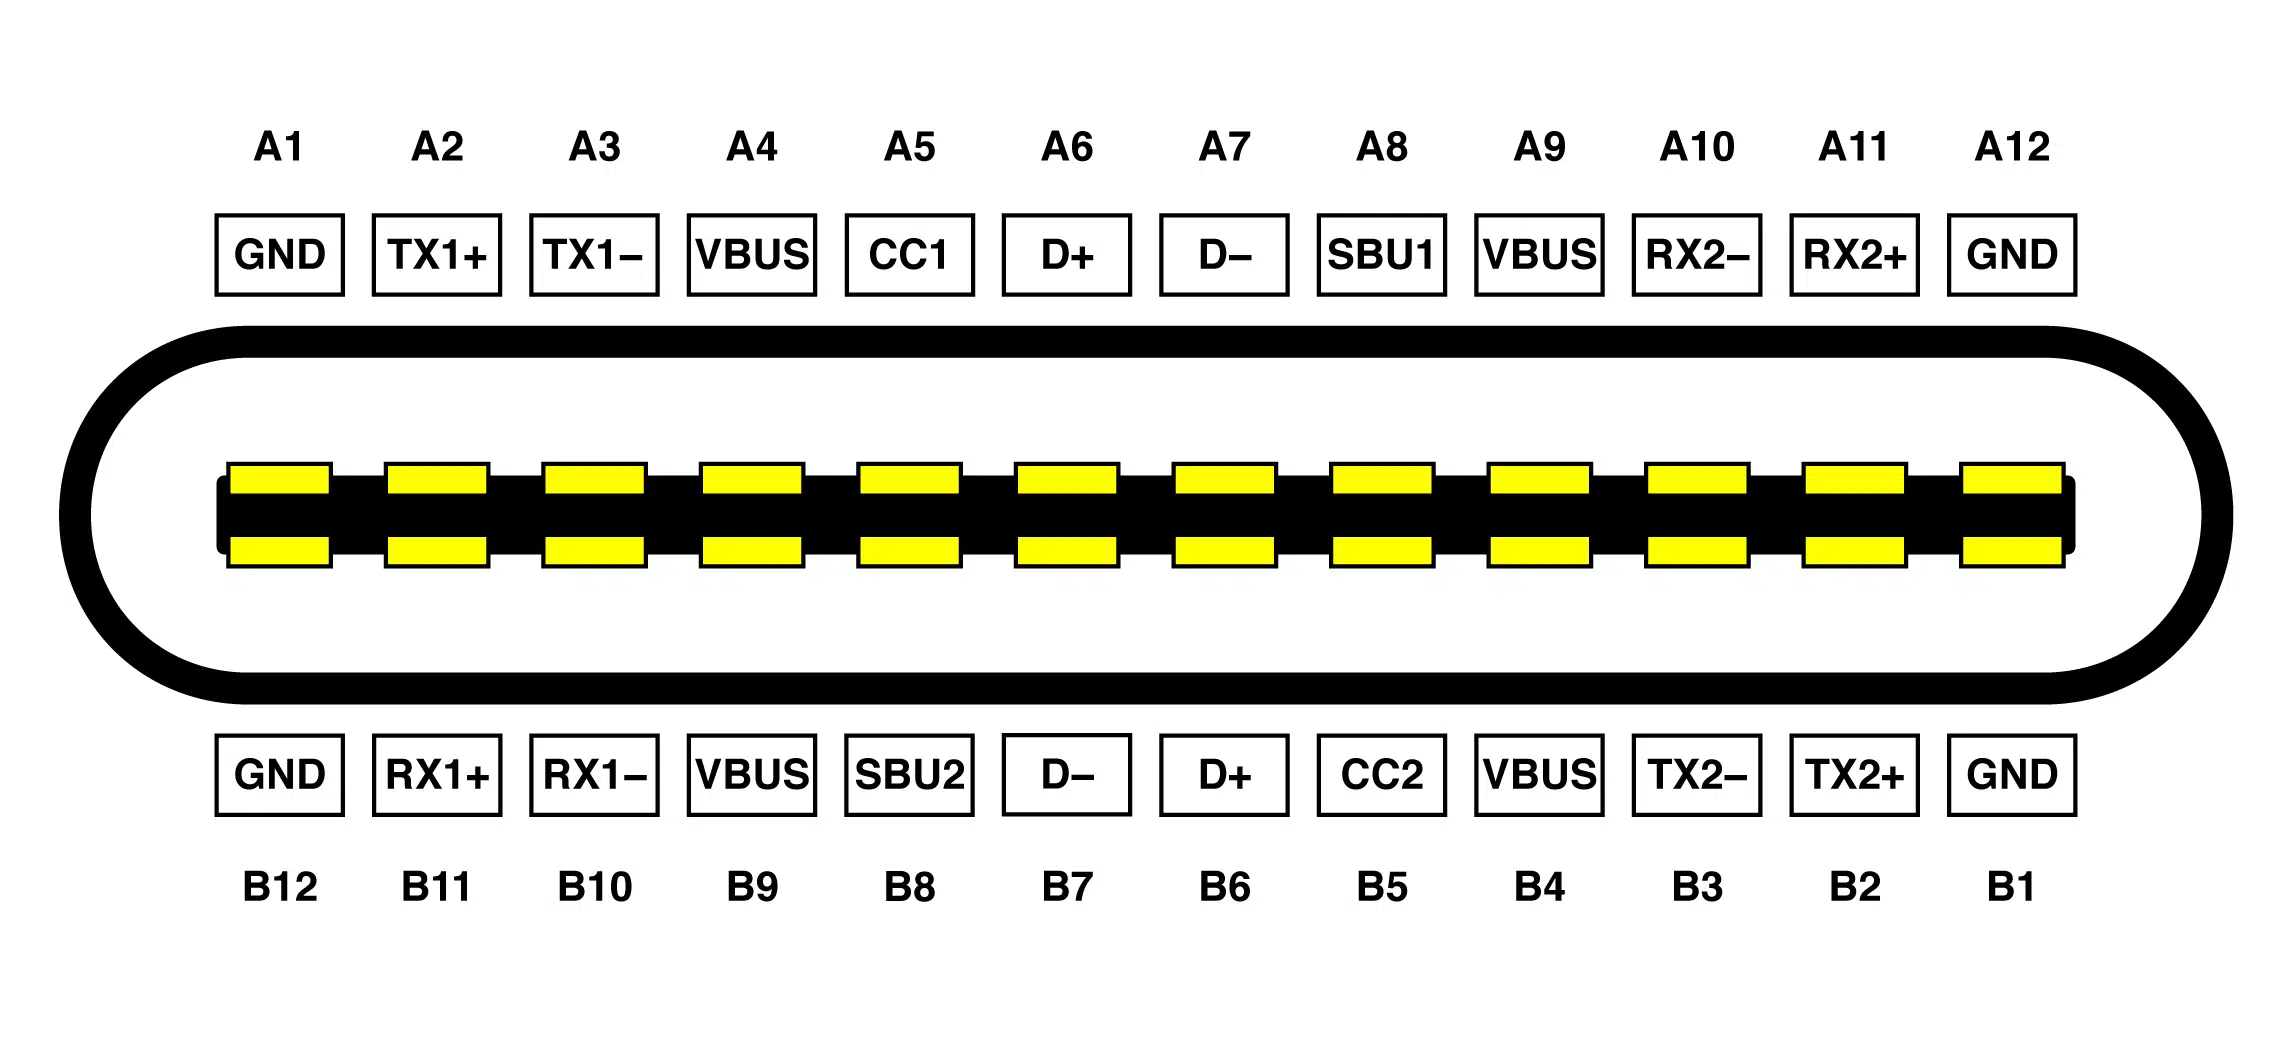 A1 A2 A3 A4 A5 A6 A7 A8 A9 A10 A11 A12
GND TX1+ TX1– VBUS CC1 D+ D– SBU1 VBUS RX2– RX2+ GND
GND RX1+ RX1– VBUS SBU2 D– D+ CC2 VBUS TX2– TX2+ GND
B12 B11 B10 B9 B8 B7 B6 B5 B4 B3 B2 B1